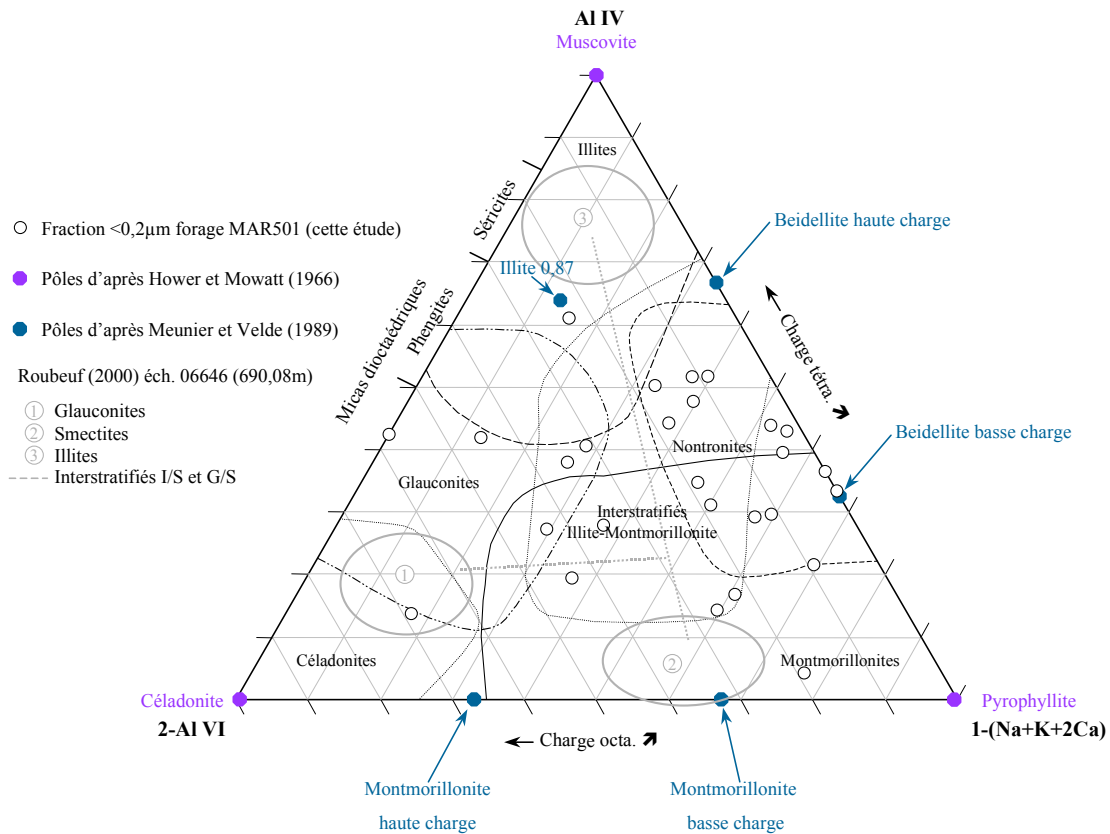 Al IV
Muscovite
Illites
3
Séricites
Beidellite haute charge
Fraction <0,2µm forage MAR501 (cette étude)
Illite 0,87
Pôles d'après Hower et Mowatt (1966)
Phengites
Charge tétra.
Pôles d'après Meunier et Velde (1989)
Micas dioctaédriques
Roubeuf (2000) éch. 06646 (690,08m)
1 Glauconites
2 Smectites
3 Illites
Interstratifiés I/S et G/S
Beidellite basse charge
Nontronites
Glauconites
Interstratifiés
Illite-Montmorillonite
1
Céladonites
2
Montmorillonites
Céladonite
Pyrophyllite
2-Al VI
1-(Na+K+2Ca)
Charge octa.
Montmorillonite
haute charge
Montmorillonite
basse charge